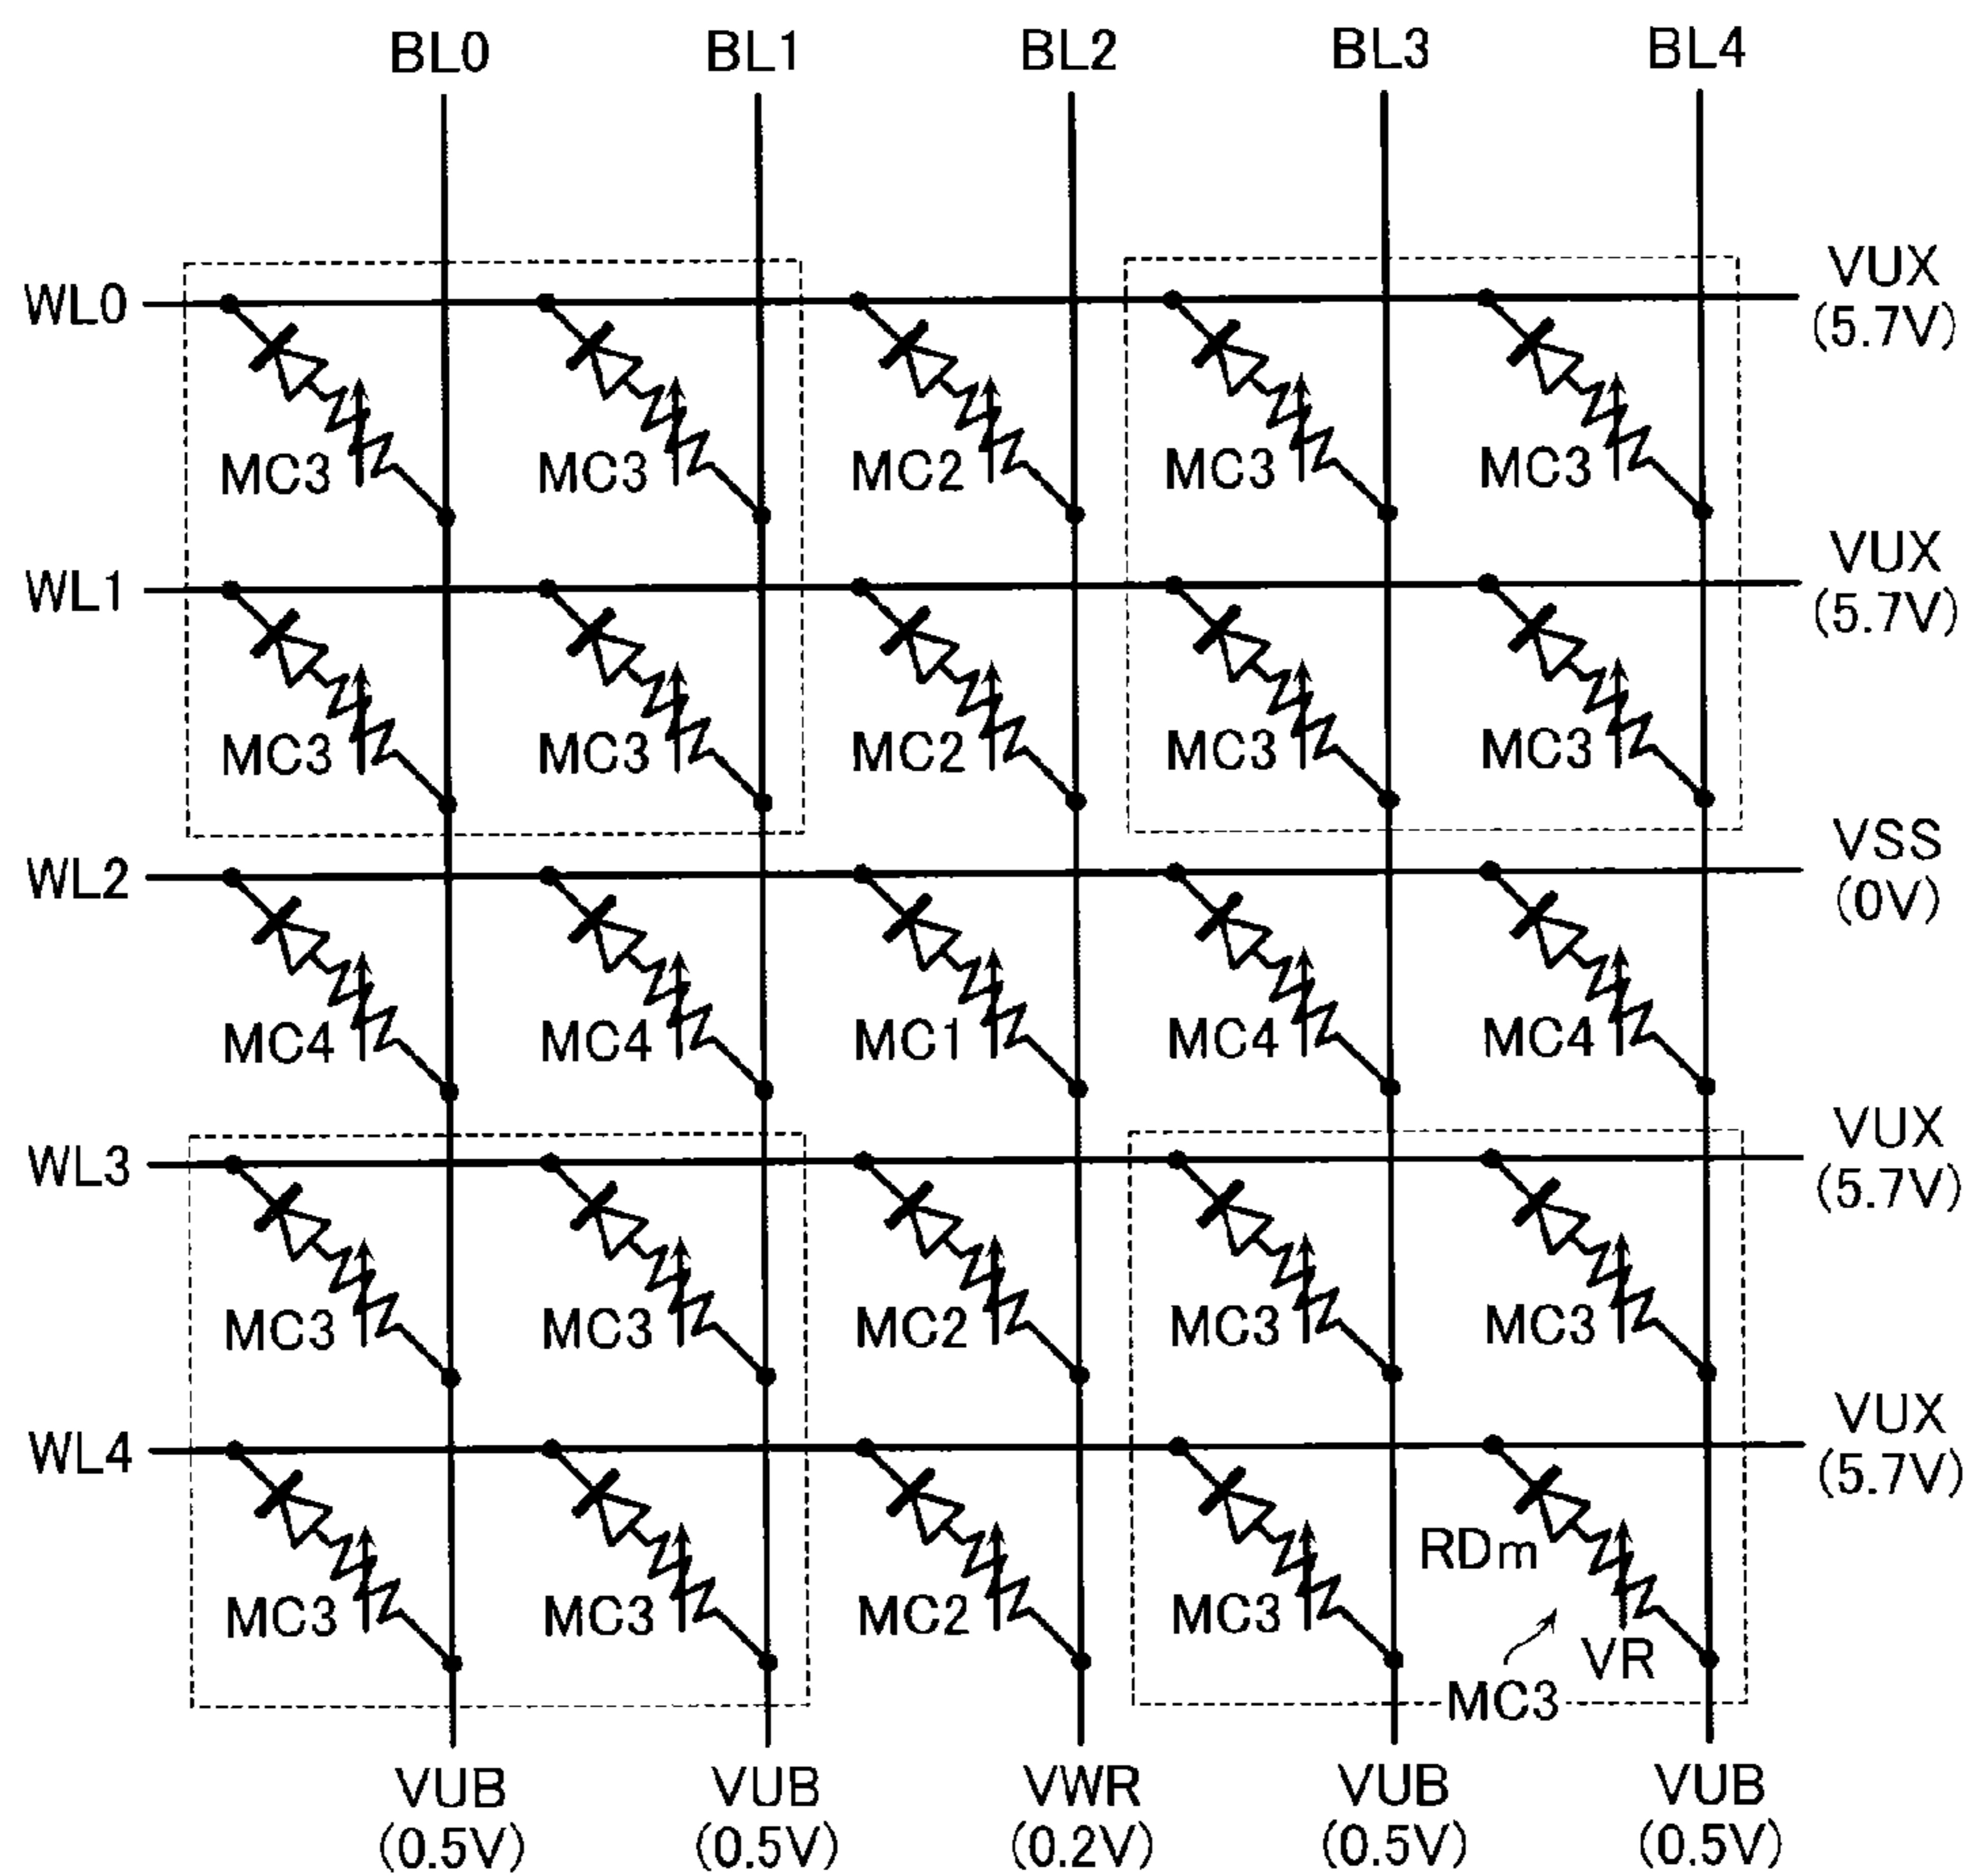 BL0 BL1 BL2 BL3 BL4
WL0
VUX
(5.7V)
MC3 MC3 MC2 MC3 MC3
WL1
VUX
(5.7V)
MC3 MC3 MC2 MC3 MC3
WL2
VSS
(0V)
MC4 MC4 MC1 MC4 MC4
WL3
VUX
(5.7V)
MC3 MC3 MC2 MC3 MC3
WL4
VUX
(5.7V)
RDm
MC3 MC3 MC2 MC3
VR
MC3
VUB VUB VWR VUB VUB
(0.5V) (0.5V) (0.2V) (0.5V) (0.5V)